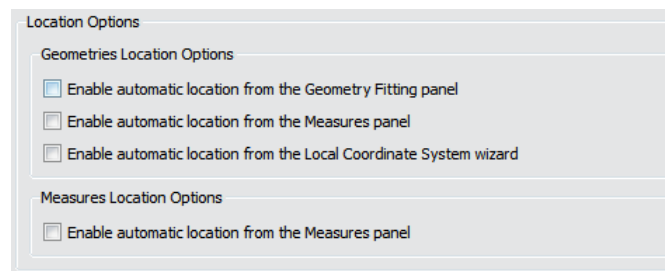 Location Options
Geometries Location Options
Enable automatic location from the Geometry Fitting panel
Enable automatic location from the Measures panel
Enable automatic location from the Local Coordinate System wizard
Measures Location Options
Enable automatic location from the Measures panel